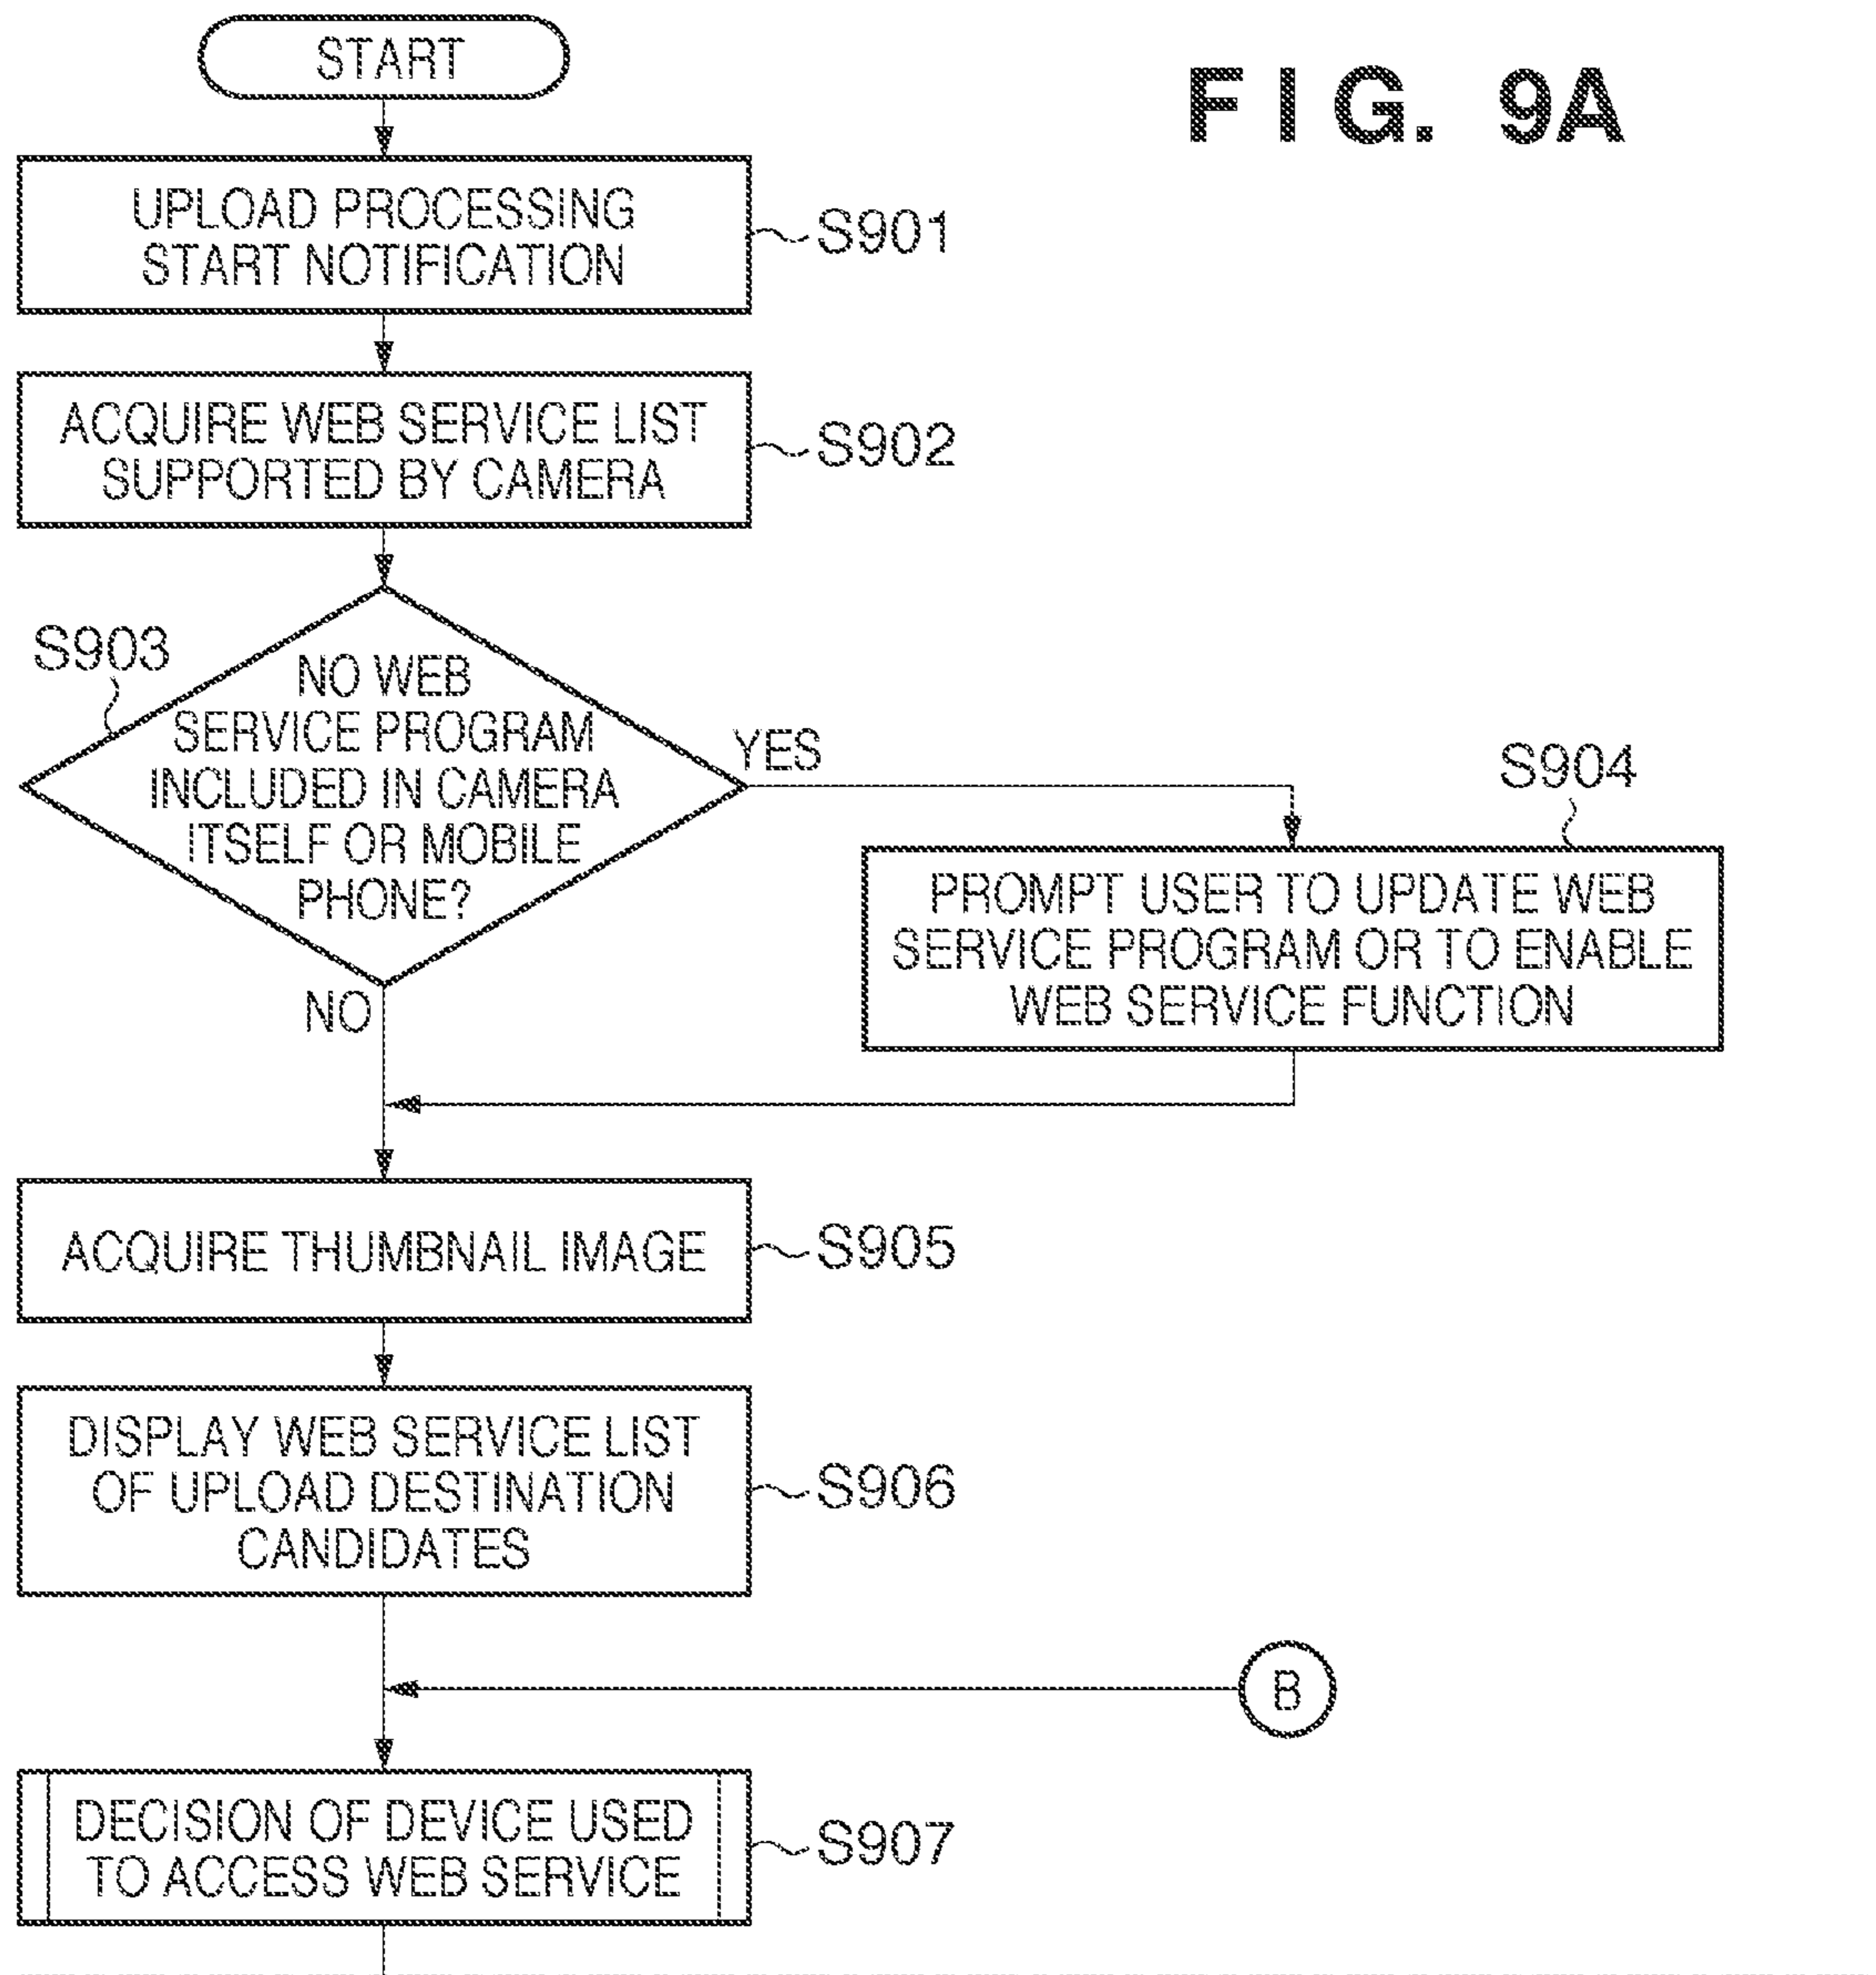 START
FIG. 9A
UPLOAD PROCESSING
START NOTIFICATION
S901
ACQUIRE WEB SERVICE LIST
SUPPORTED BY CAMERA
S902
S903
NO WEB
SERVICE PROGRAM
INCLUDED IN CAMERA
ITSELF OR MOBILE
PHONE?
YES
NO
S904
PROMPT USER TO UPDATE WEB
SERVICE PROGRAM OR TO ENABLE
WEB SERVICE FUNCTION
ACQUIRE THUMBNAIL IMAGE
S905
DISPLAY WEB SERVICE LIST
OF UPLOAD DESTINATION
CANDIDATES
S906
B
DECISION OF DEVICE USED
TO ACCESS WEB SERVICE
S907